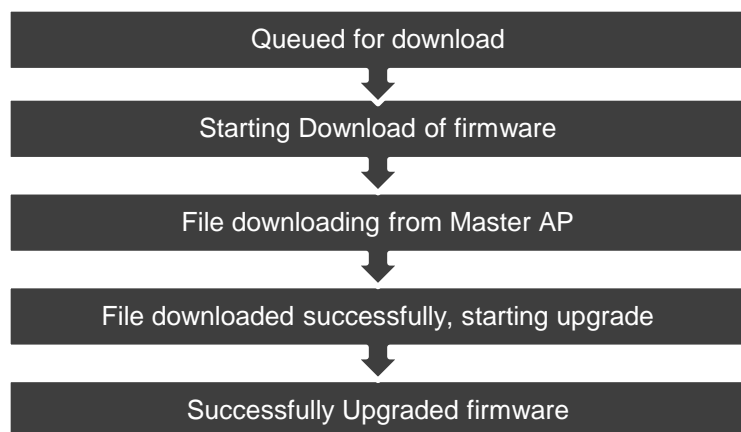 Queued for download
Starting Download of firmware
File downloading from Master AP
File downloaded successfully, starting upgrade
Successfully Upgraded firmware